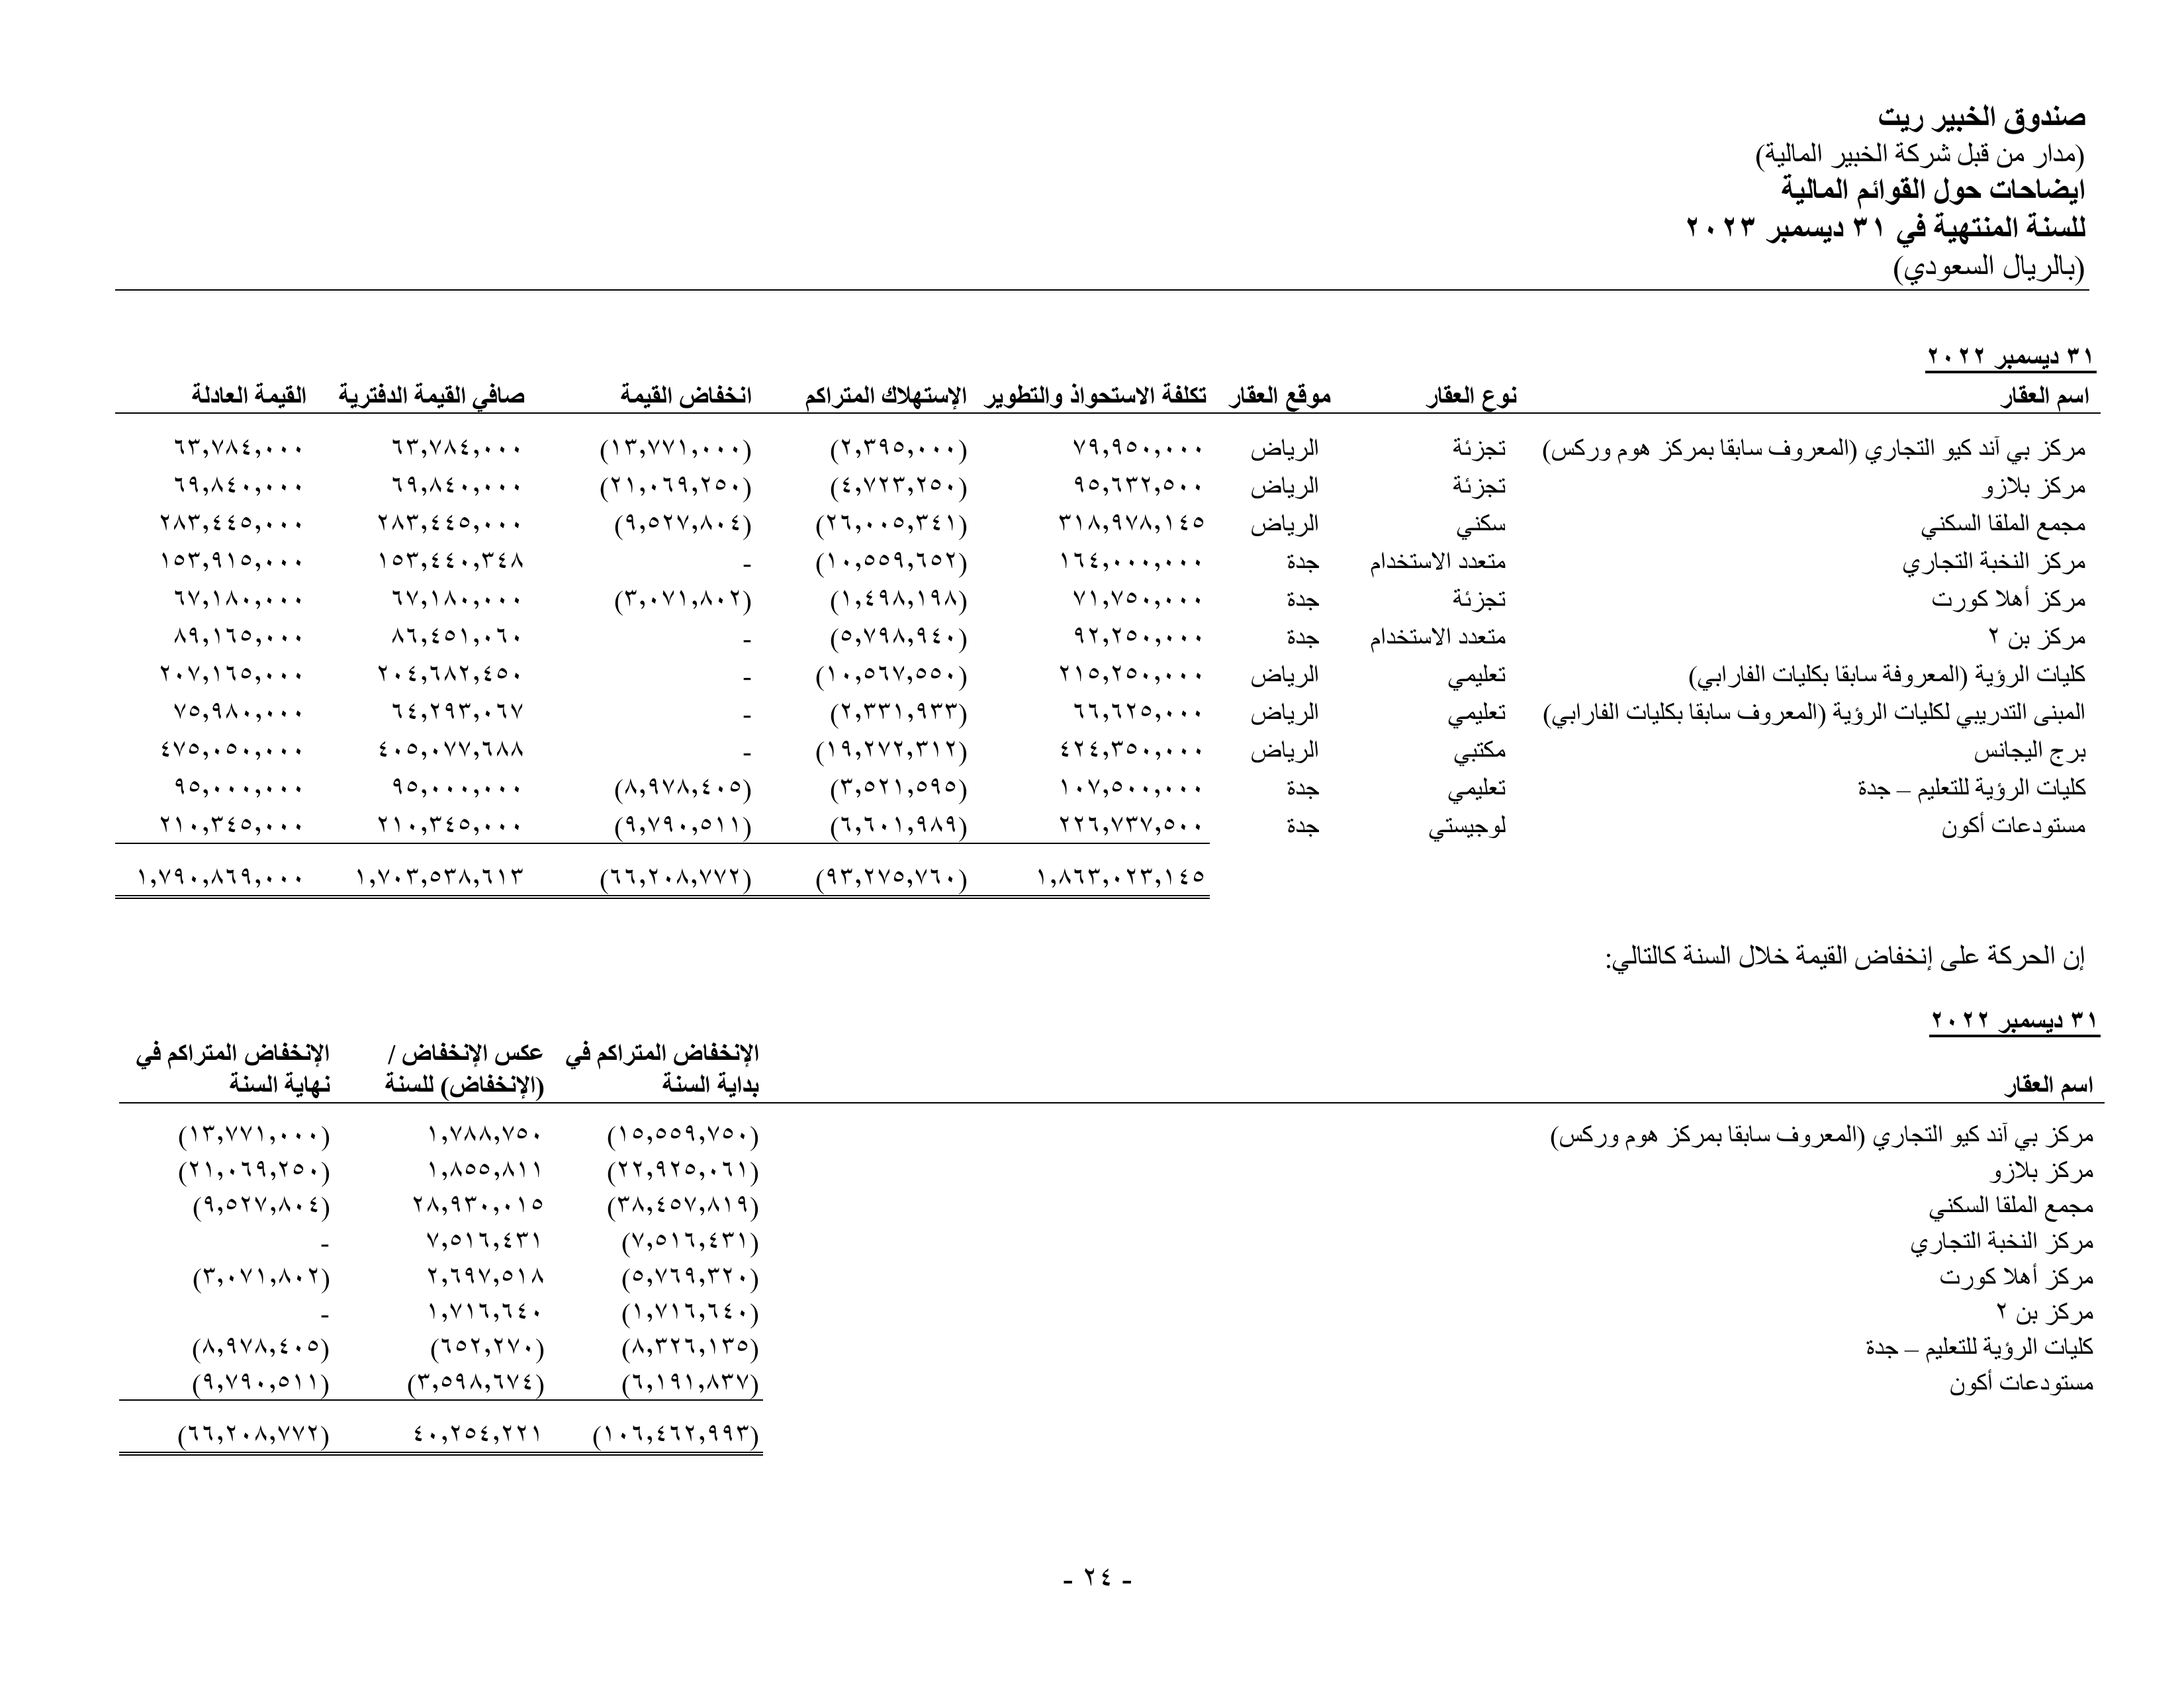 صندوق الخبير ريت
(مدار من قبل شركة الخبير المالية)
ايضاحات حول القوائم المالية
للسنة المنتهية في ٣١ ديسمبر ٢٠٢٣
(بالريال السعودي)
٣١ ديسمبر ٢٠٢٢
اسم العقار نوع العقار موقع العقار تكلفة الاستحواذ والتطوير الإستهلاك المتراكم انخفاض القيمة صافي القيمة الدفترية القيمة العادلة
مركز بي آند كيو التجاري (المعروف سابقا بمركز هوم وركس) تجزئة الرياض ٧٩,٩٥٠,٠٠٠ (٢,٣٩٥,٠٠٠) (١٣,٧٧١,٠٠٠) ٦٣,٧٨٤,٠٠٠ ٦٣,٧٨٤,٠٠٠
مركز بلازو تجزئة الرياض ٩٥,٦٣٢,٥٠٠ (٤,٧٢٣,٢٥٠) (٢١,٠٦٩,٢٥٠) ٦٩,٨٤٠,٠٠٠ ٦٩,٨٤٠,٠٠٠
مجمع الملقا السكني سكني الرياض ٣١٨,٩٧٨,١٤٥ (٢٦,٠٠٥,٣٤١) (٩,٥٢٧,٨٠٤) ٢٨٣,٤٤٥,٠٠٠ ٢٨٣,٤٤٥,٠٠٠
مركز النخبة التجاري متعدد الاستخدام جدة ١٦٤,٠٠٠,٠٠٠ (١٠,٥٥٩,٦٥٢) - ١٥٣,٤٤٠,٣٤٨ ١٥٣,٩١٥,٠٠٠
مركز أهلا كورت تجزئة جدة ٧١,٧٥٠,٠٠٠ (١,٤٩٨,١٩٨) (٣,٠٧١,٨٠٢) ٦٧,١٨٠,٠٠٠ ٦٧,١٨٠,٠٠٠
مركز بن ٢ متعدد الاستخدام جدة ٩٢,٢٥٠,٠٠٠ (٥,٧٩٨,٩٤٠) - ٨٦,٤٥١,٠٦٠ ٨٩,١٦٥,٠٠٠
كليات الرؤية (المعروفة سابقا بكليات الفارابي) تعليمي الرياض ٢١٥,٢٥٠,٠٠٠ (١٠,٥٦٧,٥٥٠) - ٢٠٤,٦٨٢,٤٥٠ ٢٠٧,١٦٥,٠٠٠
المبنى التدريبي لكليات الرؤية (المعروف سابقا بكليات الفارابي) تعليمي الرياض ٦٦,٦٢٥,٠٠٠ (٢,٣٣١,٩٣٣) - ٦٤,٢٩٣,٠٦٧ ٧٥,٩٨٠,٠٠٠
برج اليجانس مكتبي الرياض ٤٢٤,٣٥٠,٠٠٠ (١٩,٢٧٢,٣١٢) - ٤٠٥,٠٧٧,٦٨٨ ٤٧٥,٠٥٠,٠٠٠
كليات الرؤية للتعليم – جدة تعليمي جدة ١٠٧,٥٠٠,٠٠٠ (٣,٥٢١,٥٩٥) (٨,٩٧٨,٤٠٥) ٩٥,٠٠٠,٠٠٠ ٩٥,٠٠٠,٠٠٠
مستودعات أكون لوجيستي جدة ٢٢٦,٧٣٧,٥٠٠ (٦,٦٠١,٩٨٩) (٩,٧٩٠,٥١١) ٢١٠,٣٤٥,٠٠٠ ٢١٠,٣٤٥,٠٠٠
١,٨٦٣,٠٢٣,١٤٥ (٩٣,٢٧٥,٧٦٠) (٦٦,٢٠٨,٧٧٢) ١,٧٠٣,٥٣٨,٦١٣ ١,٧٩٠,٨٦٩,٠٠٠
إن الحركة على إنخفاض القيمة خلال السنة كالتالي:
٣١ ديسمبر ٢٠٢٢
الإنخفاض المتراكم في عكس الإنخفاض / الإنخفاض المتراكم في
اسم العقار بداية السنة (الإنخفاض) للسنة نهاية السنة
مركز بي آند كيو التجاري (المعروف سابقا بمركز هوم وركس) (١٥,٥٥٩,٧٥٠) ١,٧٨٨,٧٥٠ (١٣,٧٧١,٠٠٠)
مركز بلازو (٢٢,٩٢٥,٠٦١) ١,٨٥٥,٨١١ (٢١,٠٦٩,٢٥٠)
مجمع الملقا السكني (٣٨,٤٥٧,٨١٩) ٢٨,٩٣٠,٠١٥ (٩,٥٢٧,٨٠٤)
مركز النخبة التجاري (٧,٥١٦,٤٣١) ٧,٥١٦,٤٣١ -
مركز أهلا كورت (٥,٧٦٩,٣٢٠) ٢,٦٩٧,٥١٨ (٣,٠٧١,٨٠٢)
مركز بن ٢ (١,٧١٦,٦٤٠) ١,٧١٦,٦٤٠ -
كليات الرؤية للتعليم – جدة (٨,٣٢٦,١٣٥) (٦٥٢,٢٧٠) (٨,٩٧٨,٤٠٥)
مستودعات أكون (٦,١٩١,٨٣٧) (٣,٥٩٨,٦٧٤) (٩,٧٩٠,٥١١)
(١٠٦,٤٦٢,٩٩٣) ٤٠,٢٥٤,٢٢١ (٦٦,٢٠٨,٧٧٢)
- ٢٤ -